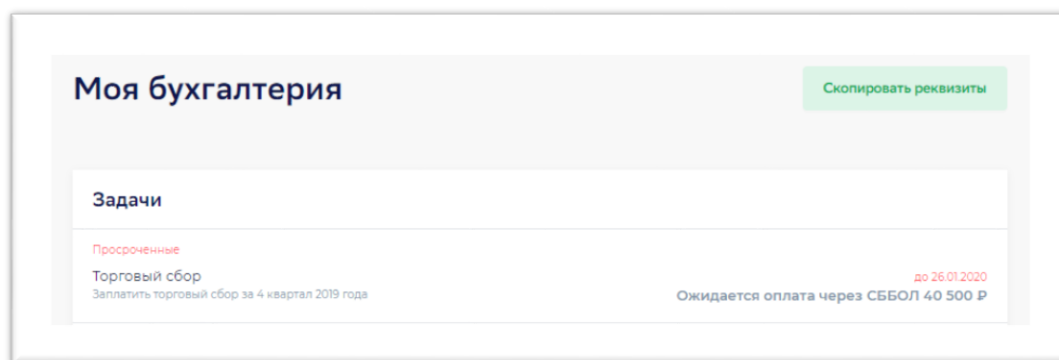 Моя бухгалтерия
Скопировать реквизиты
Задачи
Просроченные
Торговый сбор
до 26.01.2020
Заплатить торговый сбор за 4 квартал 2019 года
Ожидается оплата через СББОЛ 40 500 ₽